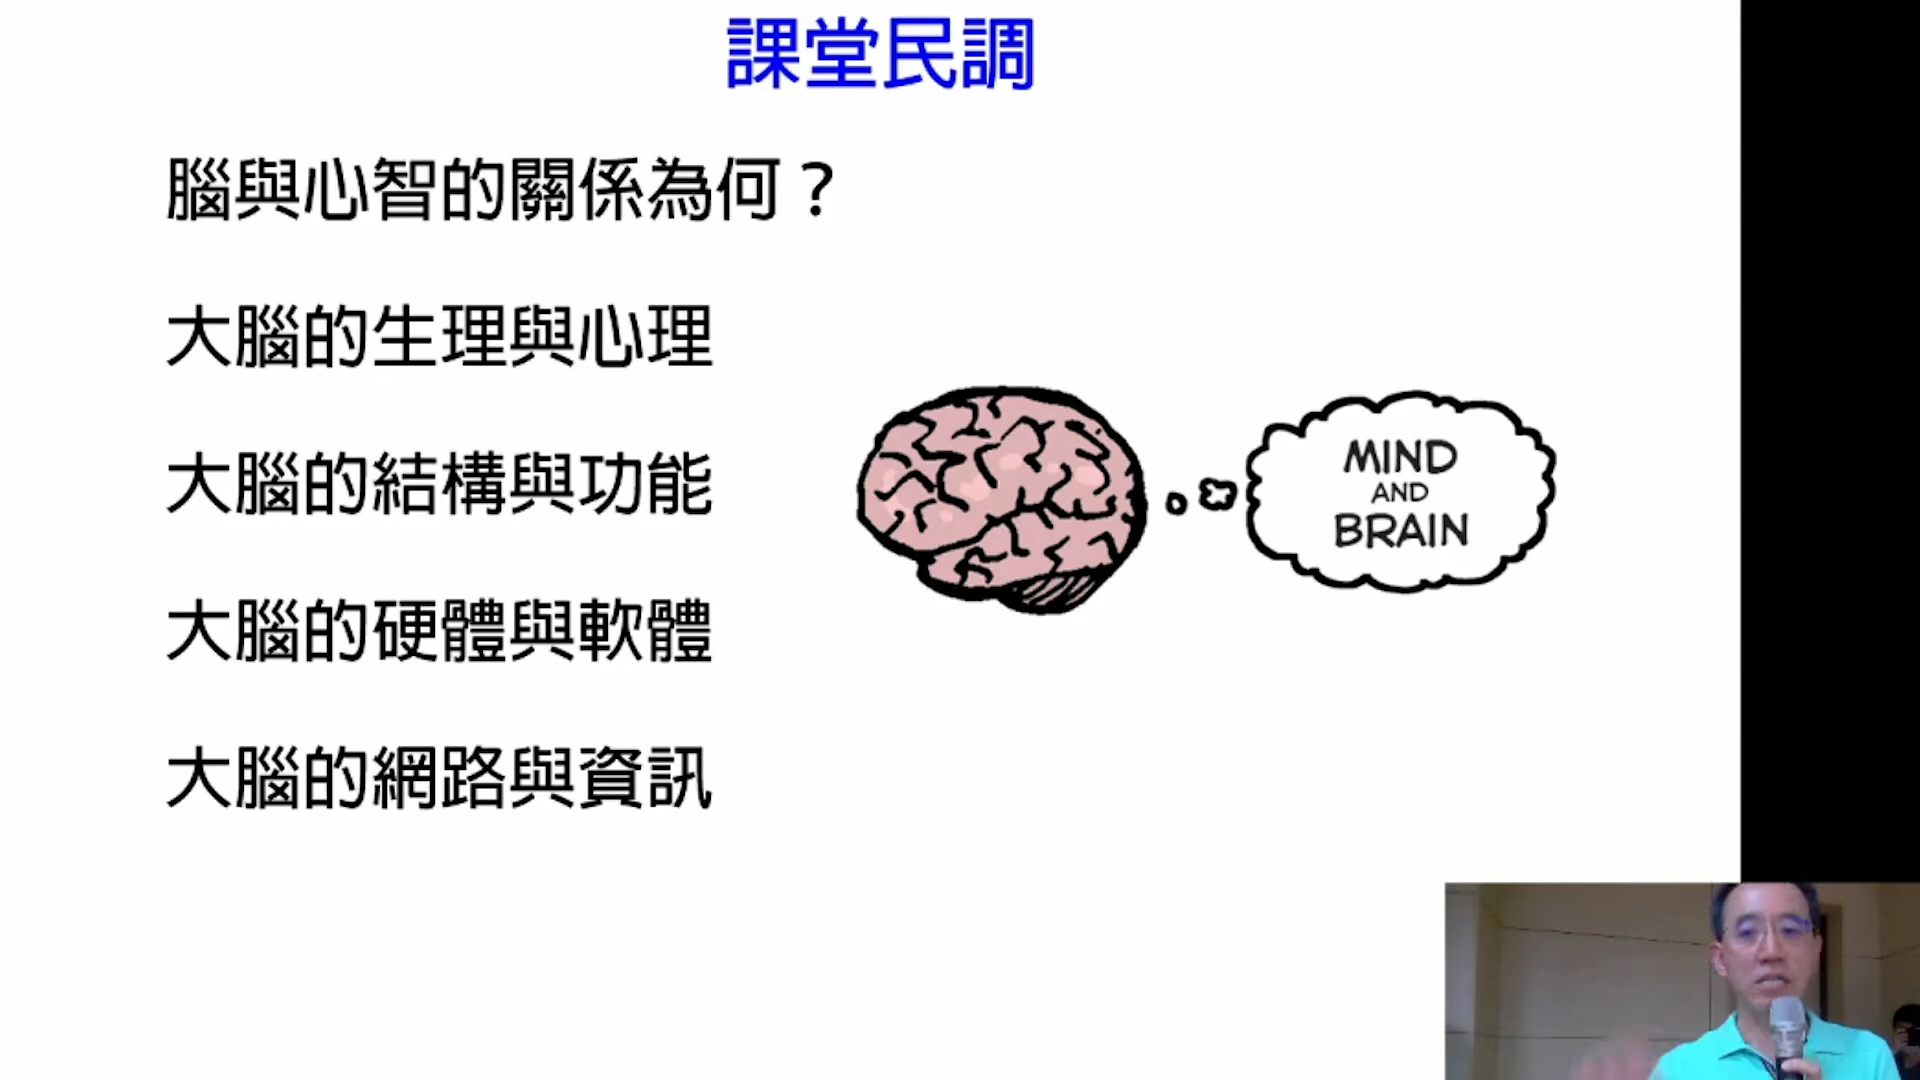 課堂民調
腦與心智的關係為何？
大腦的生理與心理
大腦的結構與功能
大腦的硬體與軟體
大腦的網路與資訊
MIND
AND
BRAIN